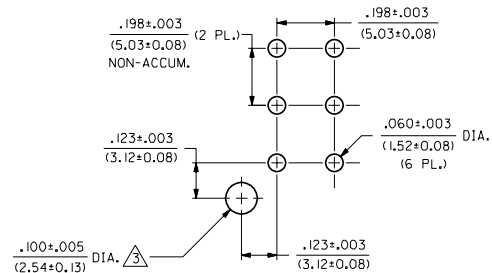 .198±.003 (2 PL.)
(5.03±0.08)
NON-ACCUM.
.198±.003
(5.03±0.08)
.123±.003
(3.12±0.08)
.060±.003 DIA.
(1.52±0.08)
(6 PL.)
.100±.005 DIA. 3
(2.54±0.13)
.123±.003
(3.12±0.08)